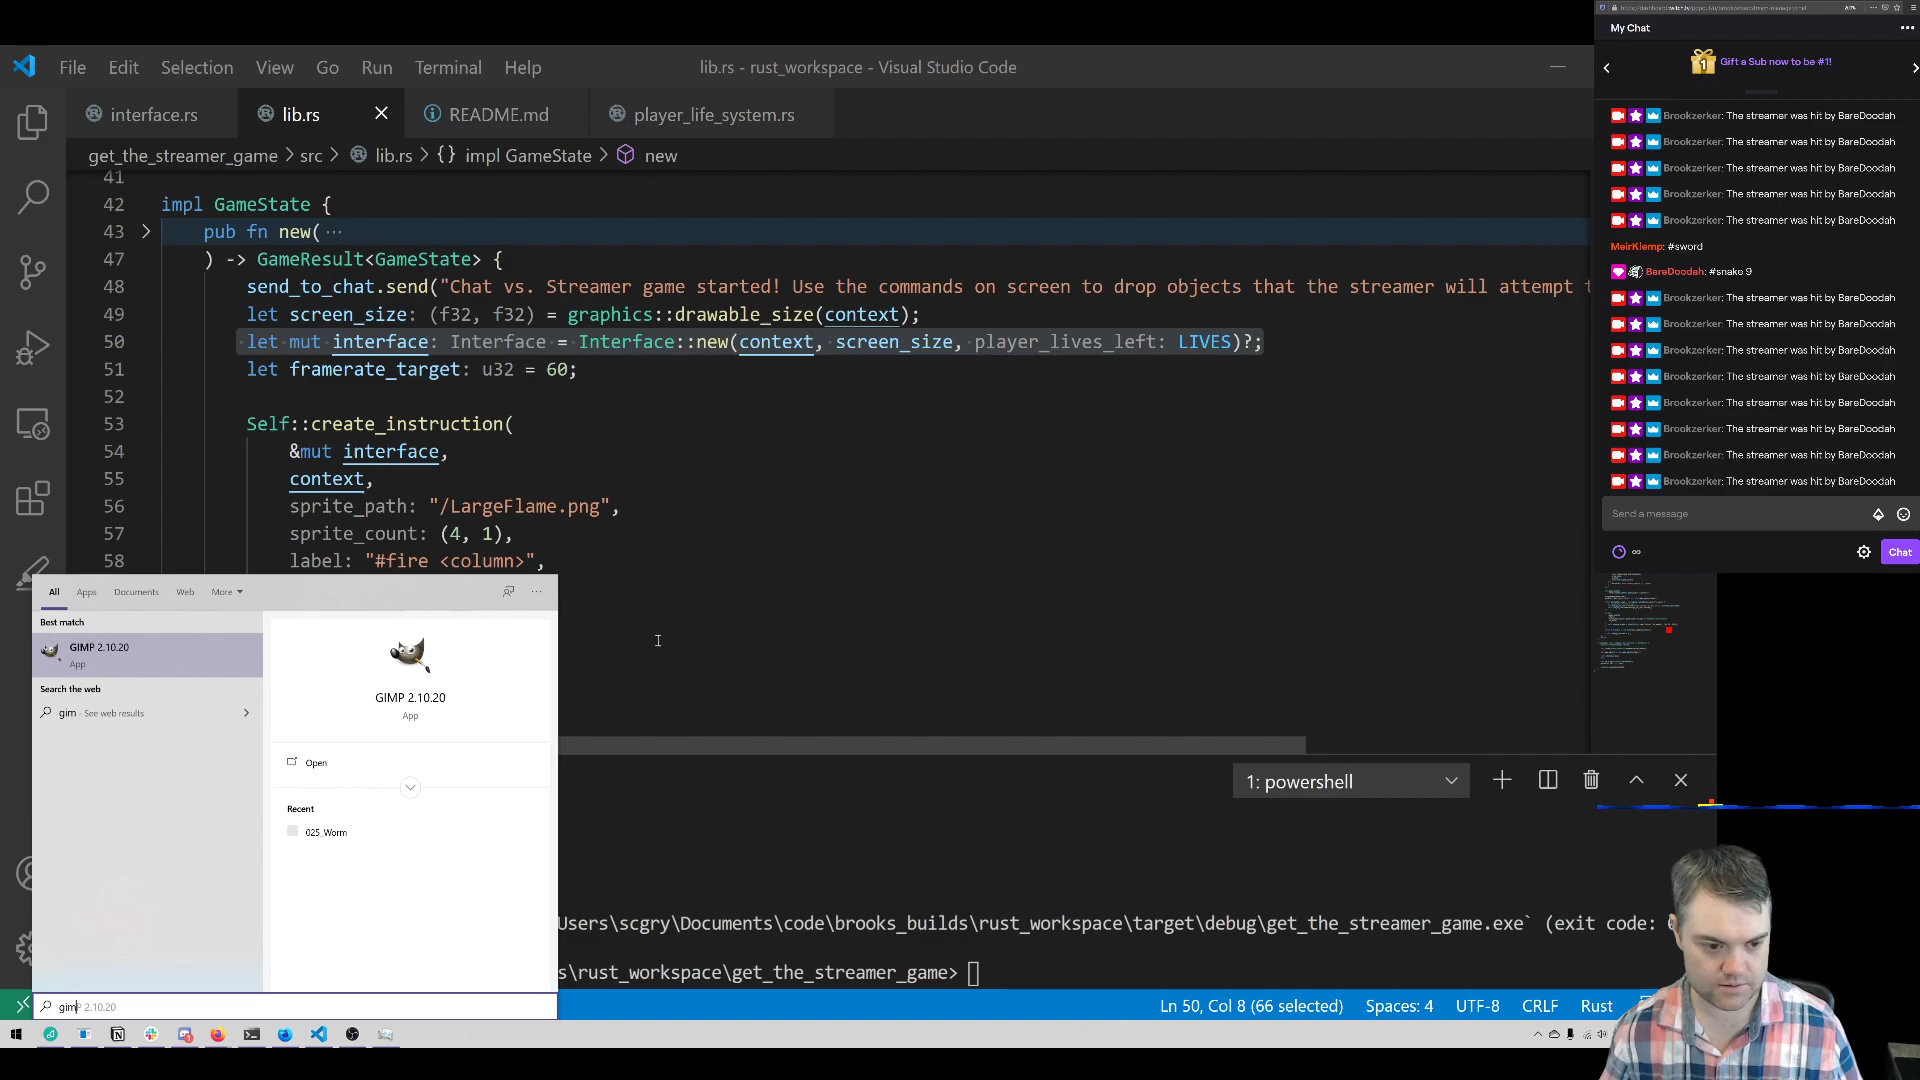 File Edit Selection View Go Run Terminal Help
lib.rs - rust_workspace - Visual Studio Code
interface.rs
lib.rs
README.md
player_life_system.rs
get_the_streamer_game > src > lib.rs > {} impl GameState > new
41
42 impl GameState {
43 pub fn new( ···
47 ) -> GameResult<GameState> {
48 send_to_chat.send("Chat vs. Streamer game started! Use the commands on screen to drop objects that the streamer will attempt t
49 let screen_size: (f32, f32) = graphics::drawable_size(context);
50 let mut interface: Interface = Interface::new(context, screen_size, player_lives_left: LIVES)?;
51 let framerate_target: u32 = 60;
52
53 Self::create_instruction(
54 &mut interface,
55 context,
56 sprite_path: "/LargeFlame.png",
57 sprite_count: (4, 1),
58 label: "#fire <column>",
All Apps Documents Web More
Best match
GIMP 2.10.20
App
Search the web
gim - See web results
GIMP 2.10.20
App
Open
Recent
025_Worm
gimP 2.10.20
1: powershell
Users\scgry\Documents\code\brooks_builds\rust_workspace\target\debug\get_the_streamer_game.exe` (exit code:
s\rust_workspace\get_the_streamer_game>
Ln 50, Col 8 (66 selected) Spaces: 4 UTF-8 CRLF Rust
My Chat
1
Gift a Sub now to be #1!
Brookzerker: The streamer was hit by BareDoodah
Brookzerker: The streamer was hit by BareDoodah
Brookzerker: The streamer was hit by BareDoodah
Brookzerker: The streamer was hit by BareDoodah
Brookzerker: The streamer was hit by BareDoodah
MeirKlemp: #sword
BareDoodah: #snake 9
Brookzerker: The streamer was hit by BareDoodah
Brookzerker: The streamer was hit by BareDoodah
Brookzerker: The streamer was hit by BareDoodah
Brookzerker: The streamer was hit by BareDoodah
Brookzerker: The streamer was hit by BareDoodah
Brookzerker: The streamer was hit by BareDoodah
Brookzerker: The streamer was hit by BareDoodah
Brookzerker: The streamer was hit by BareDoodah
Send a message
Chat